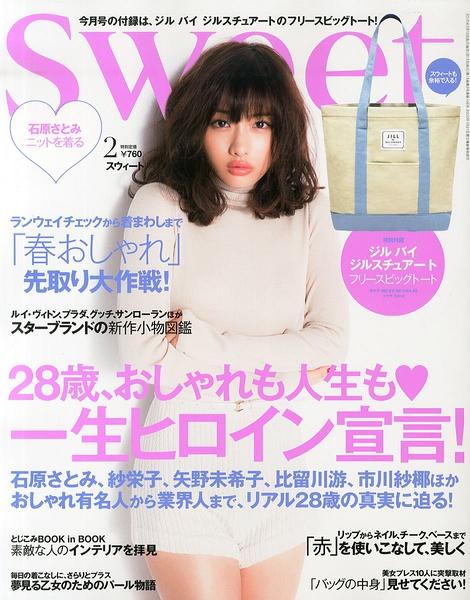 今月号の付録は、ジル バイ ジルスチュアートのフリースビッグトート!
Sweet
スウィートも
余裕で入る!
JILL
石原さとみ
ニットを着る
2
特別定価
¥760
スウィート
特別付録
ジル バイ
ジルスチュアート
フリースビッグトート
ランウェイチェックから着まわしまで
「春おしゃれ」
先取り大作戦!
ルイ・ヴィトン、プラダ、グッチ、サンローランほか
スターブランドの新作小物図鑑
28歳、おしゃれも人生も♥
一生ヒロイン宣言!
石原さとみ、紗栄子、矢野未希子、比留川游、市川紗椰ほか
おしゃれ有名人から業界人まで、リアル28歳の真実に迫る!
とじこみBOOK in BOOK
素敵な人のインテリアを拝見
リップからネイル、チーク、ベースまで
「赤」を使いこなして、美しく
毎日の着こなしに、さらりとプラス
夢見る乙女のためのパール物語
美女プレス10人に突撃取材
「バッグの中身」見せてください!